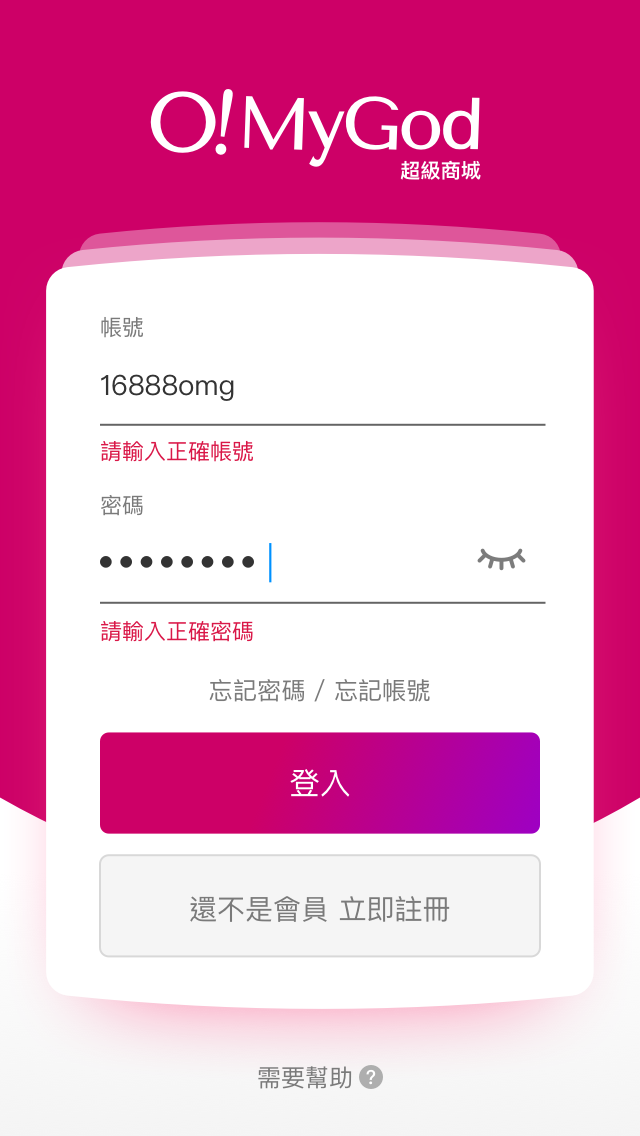 O!MyGod
超級商城
帳號
16888omg
請輸入正確帳號
密碼
••••••••
請輸入正確密碼
忘記密碼 / 忘記帳號
登入
還不是會員 立即註冊
需要幫助 ?